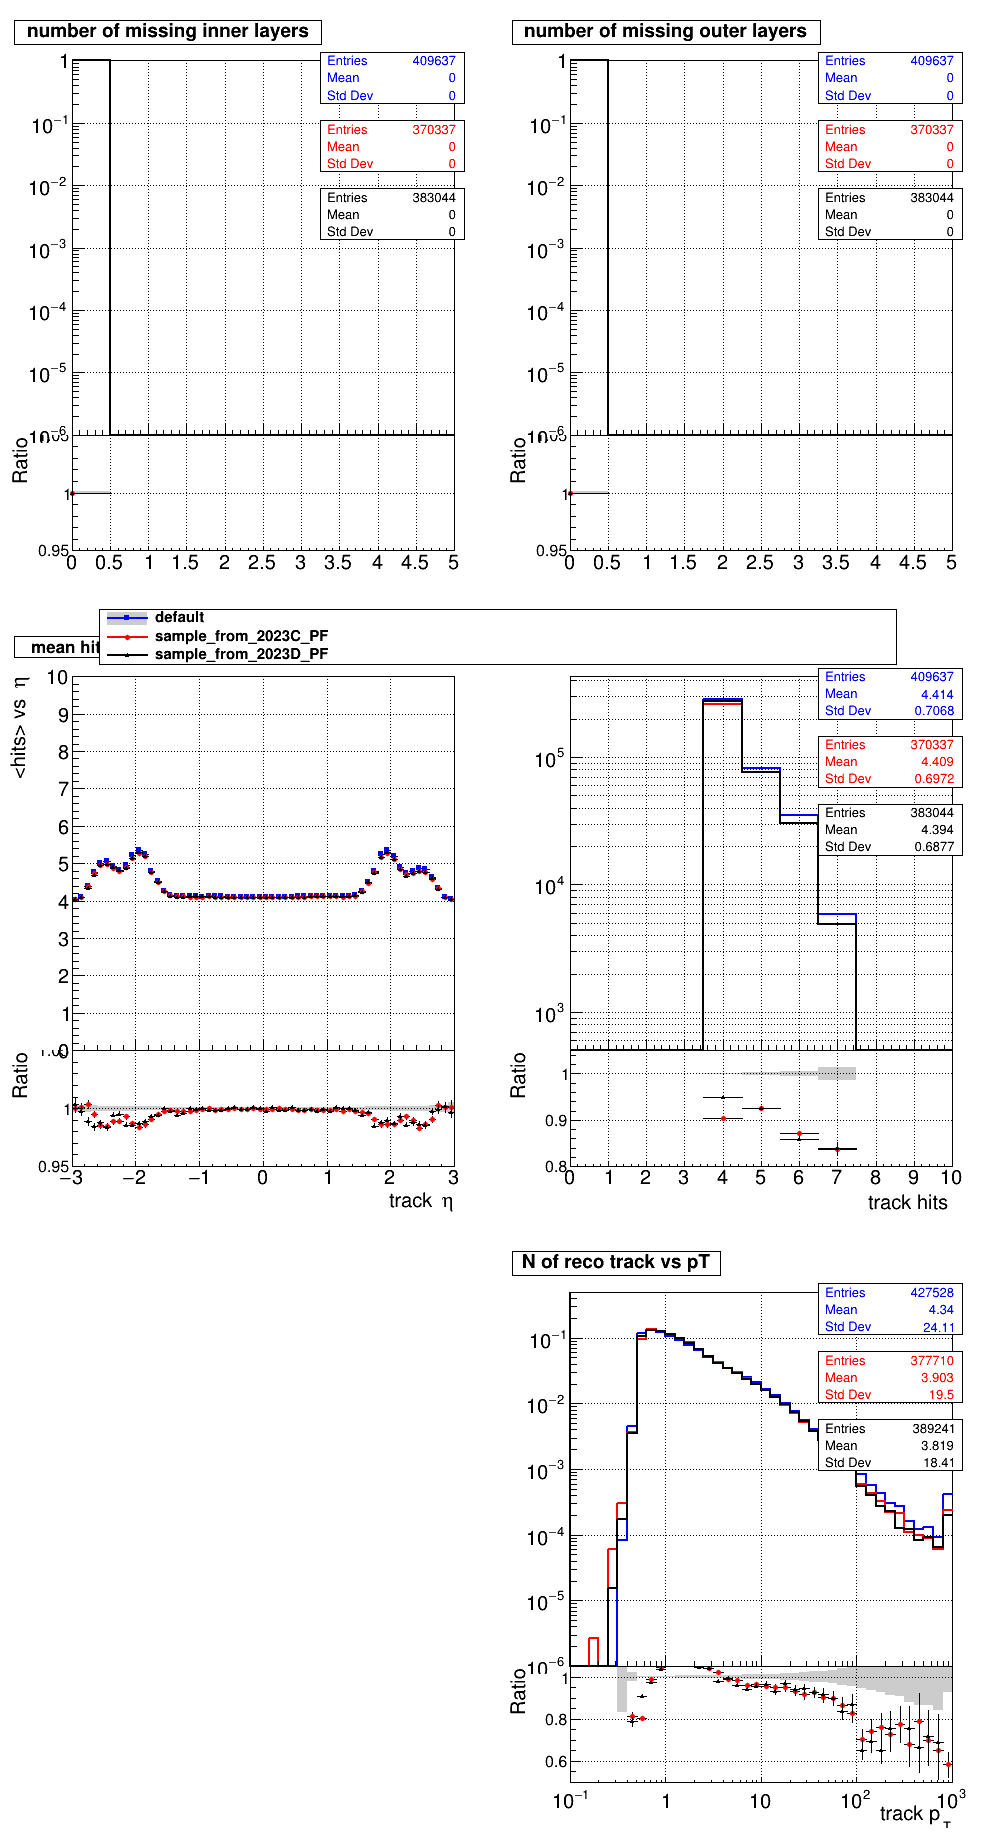 number of missing inner layers
Entries 409637
Mean 0
Std Dev 0
Entries 370337
Mean 0
Std Dev 0
Entries 383044
Mean 0
Std Dev 0
1
10−1
10−2
10−3
10−4
10−5
10−6
Ratio
1
0.95
0 0.5 1 1.5 2 2.5 3 3.5 4 4.5 5
number of missing outer layers
Entries 409637
Mean 0
Std Dev 0
Entries 370337
Mean 0
Std Dev 0
Entries 383044
Mean 0
Std Dev 0
1
10−1
10−2
10−3
10−4
10−5
10−6
Ratio
1
0.95
0 0.5 1 1.5 2 2.5 3 3.5 4 4.5 5
default
sample_from_2023C_PF
sample_from_2023D_PF
mean hit
<hits> vs η
10
9
8
7
6
5
4
3
2
1
0
Ratio
1
0.95
−3 −2 −1 0 1 2 3
track η
Entries 409637
Mean 4.414
Std Dev 0.7068
Entries 370337
Mean 4.409
Std Dev 0.6972
Entries 383044
Mean 4.394
Std Dev 0.6877
105
104
103
Ratio
1
0.9
0.8
0 1 2 3 4 5 6 7 8 9 10
track hits
N of reco track vs pT
Entries 427528
Mean 4.34
Std Dev 24.11
Entries 377710
Mean 3.903
Std Dev 19.5
Entries 389241
Mean 3.819
Std Dev 18.41
10−1
10−2
10−3
10−4
10−5
10−6
Ratio
1
0.8
0.6
10−1 1 10 102 103
track pT